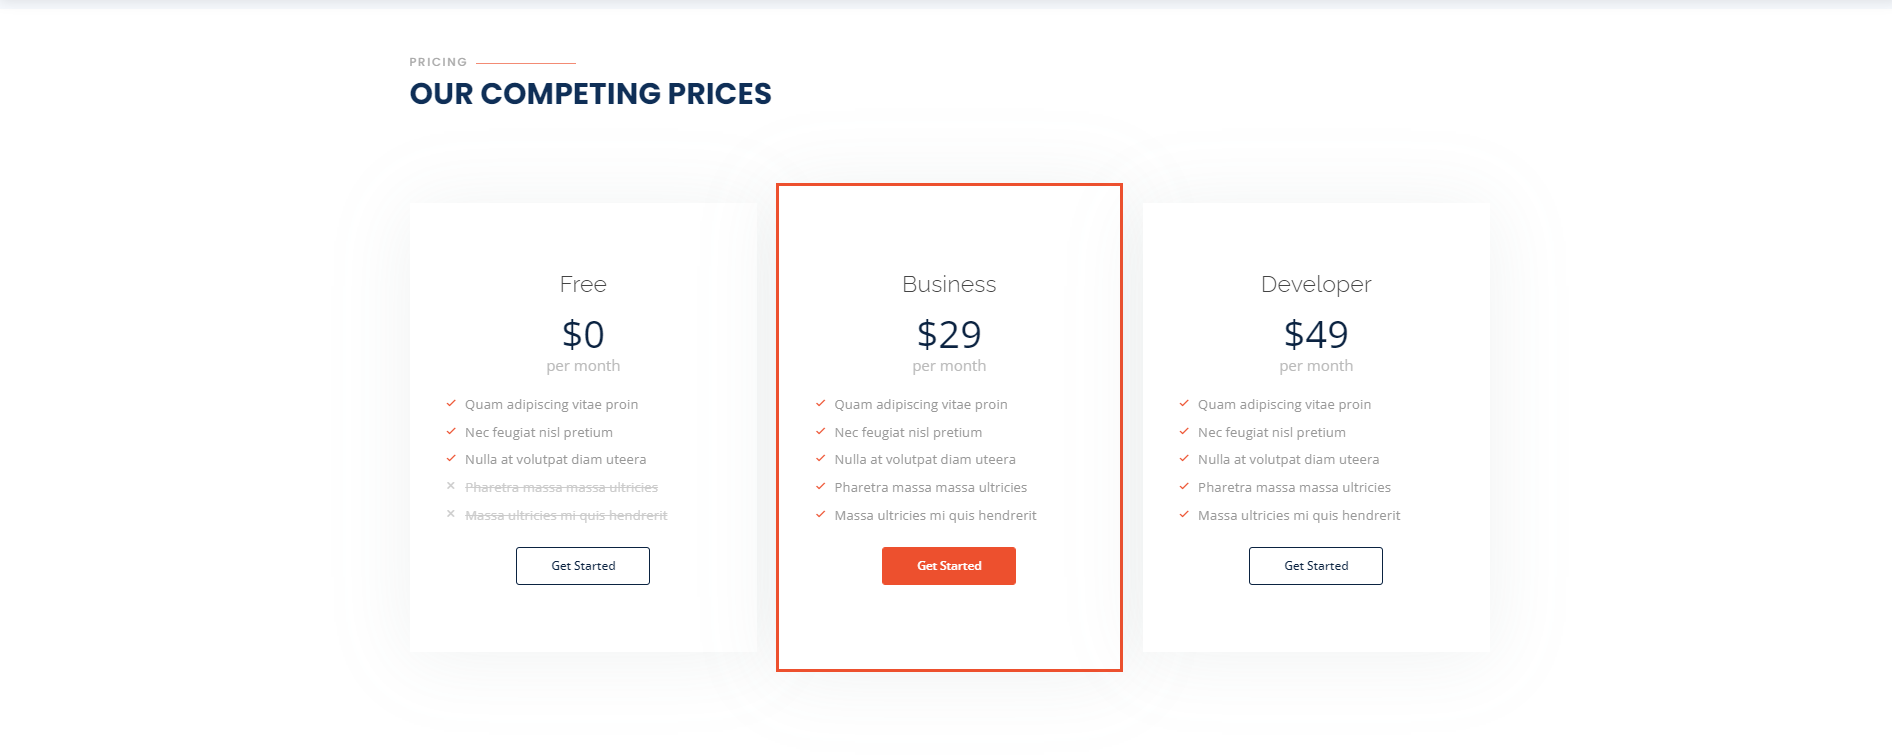 PRICING
OUR COMPETING PRICES
Free
$0
per month
Quam adipiscing vitae proin
Nec feugiat nisl pretium
Nulla at volutpat diam uteera
Pharetra massa massa ultricies
Massa ultricies mi quis hendrerit
Get Started
Business
$29
per month
Quam adipiscing vitae proin
Nec feugiat nisl pretium
Nulla at volutpat diam uteera
Pharetra massa massa ultricies
Massa ultricies mi quis hendrerit
Get Started
Developer
$49
per month
Quam adipiscing vitae proin
Nec feugiat nisl pretium
Nulla at volutpat diam uteera
Pharetra massa massa ultricies
Massa ultricies mi quis hendrerit
Get Started